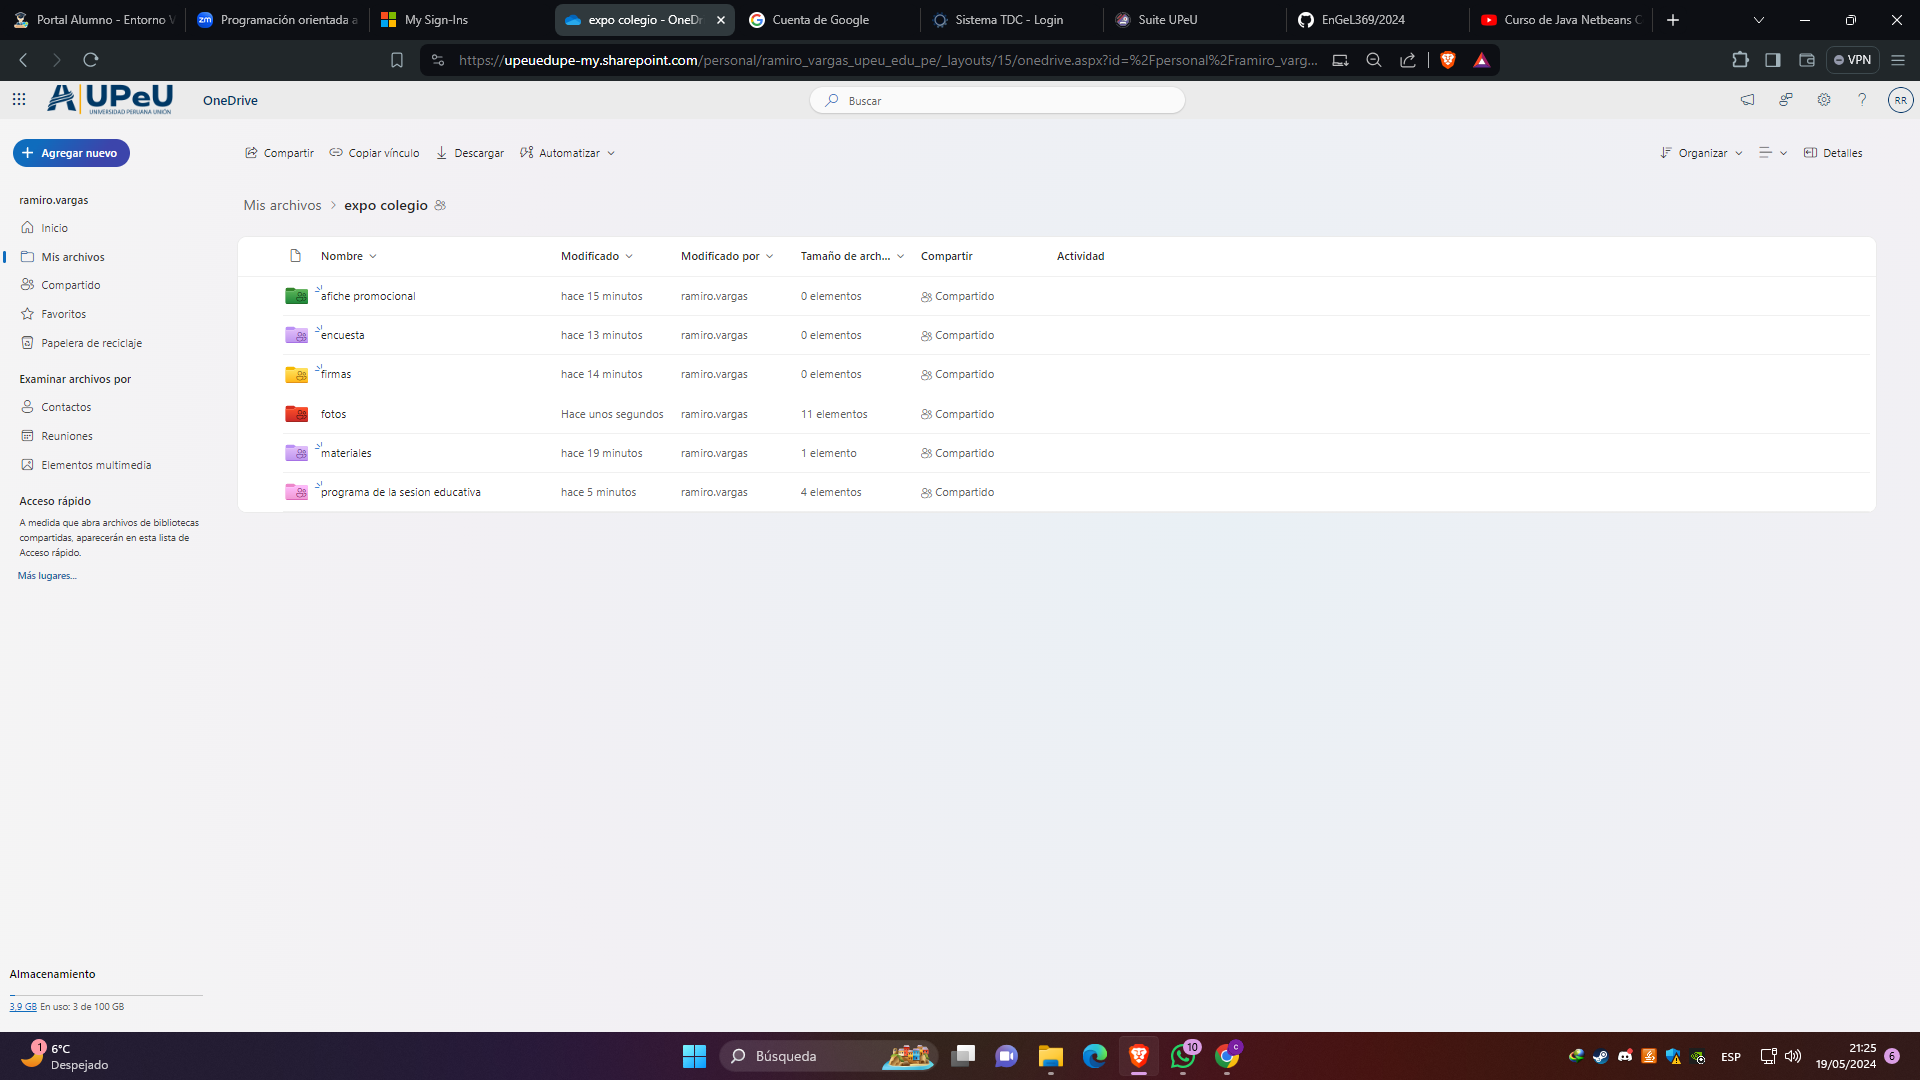 Portal Alumno - Entorno V
Programación orientada a
My Sign-Ins
expo colegio - OneDr
Cuenta de Google
Sistema TDC - Login
Suite UPeU
EnGeL369/2024
Curso de Java Netbeans C
https://upeuedupe-my.sharepoint.com/personal/ramiro_vargas_upeu_edu_pe/_layouts/15/onedrive.aspx?id=%2Fpersonal%2Framiro_varg...
VPN
UPeU
UNIVERSIDAD PERUANA UNIÓN
OneDrive
Buscar
RR
Agregar nuevo
Compartir
Copiar vínculo
Descargar
Automatizar
Organizar
Detalles
ramiro.vargas
Inicio
Mis archivos
Compartido
Favoritos
Papelera de reciclaje
Examinar archivos por
Contactos
Reuniones
Elementos multimedia
Acceso rápido
A medida que abra archivos de bibliotecas
compartidas, aparecerán en esta lista de
Acceso rápido.
Más lugares...
Mis archivos > expo colegio
Nombre Modificado Modificado por Tamaño de arch... Compartir Actividad
afiche promocional hace 15 minutos ramiro.vargas 0 elementos Compartido
encuesta hace 13 minutos ramiro.vargas 0 elementos Compartido
firmas hace 14 minutos ramiro.vargas 0 elementos Compartido
fotos Hace unos segundos ramiro.vargas 11 elementos Compartido
materiales hace 19 minutos ramiro.vargas 1 elemento Compartido
programa de la sesion educativa hace 5 minutos ramiro.vargas 4 elementos Compartido
Almacenamiento
3,9 GB En uso: 3 de 100 GB
1
6°C
Despejado
Búsqueda
10
c
ESP
21:25
19/05/2024
6